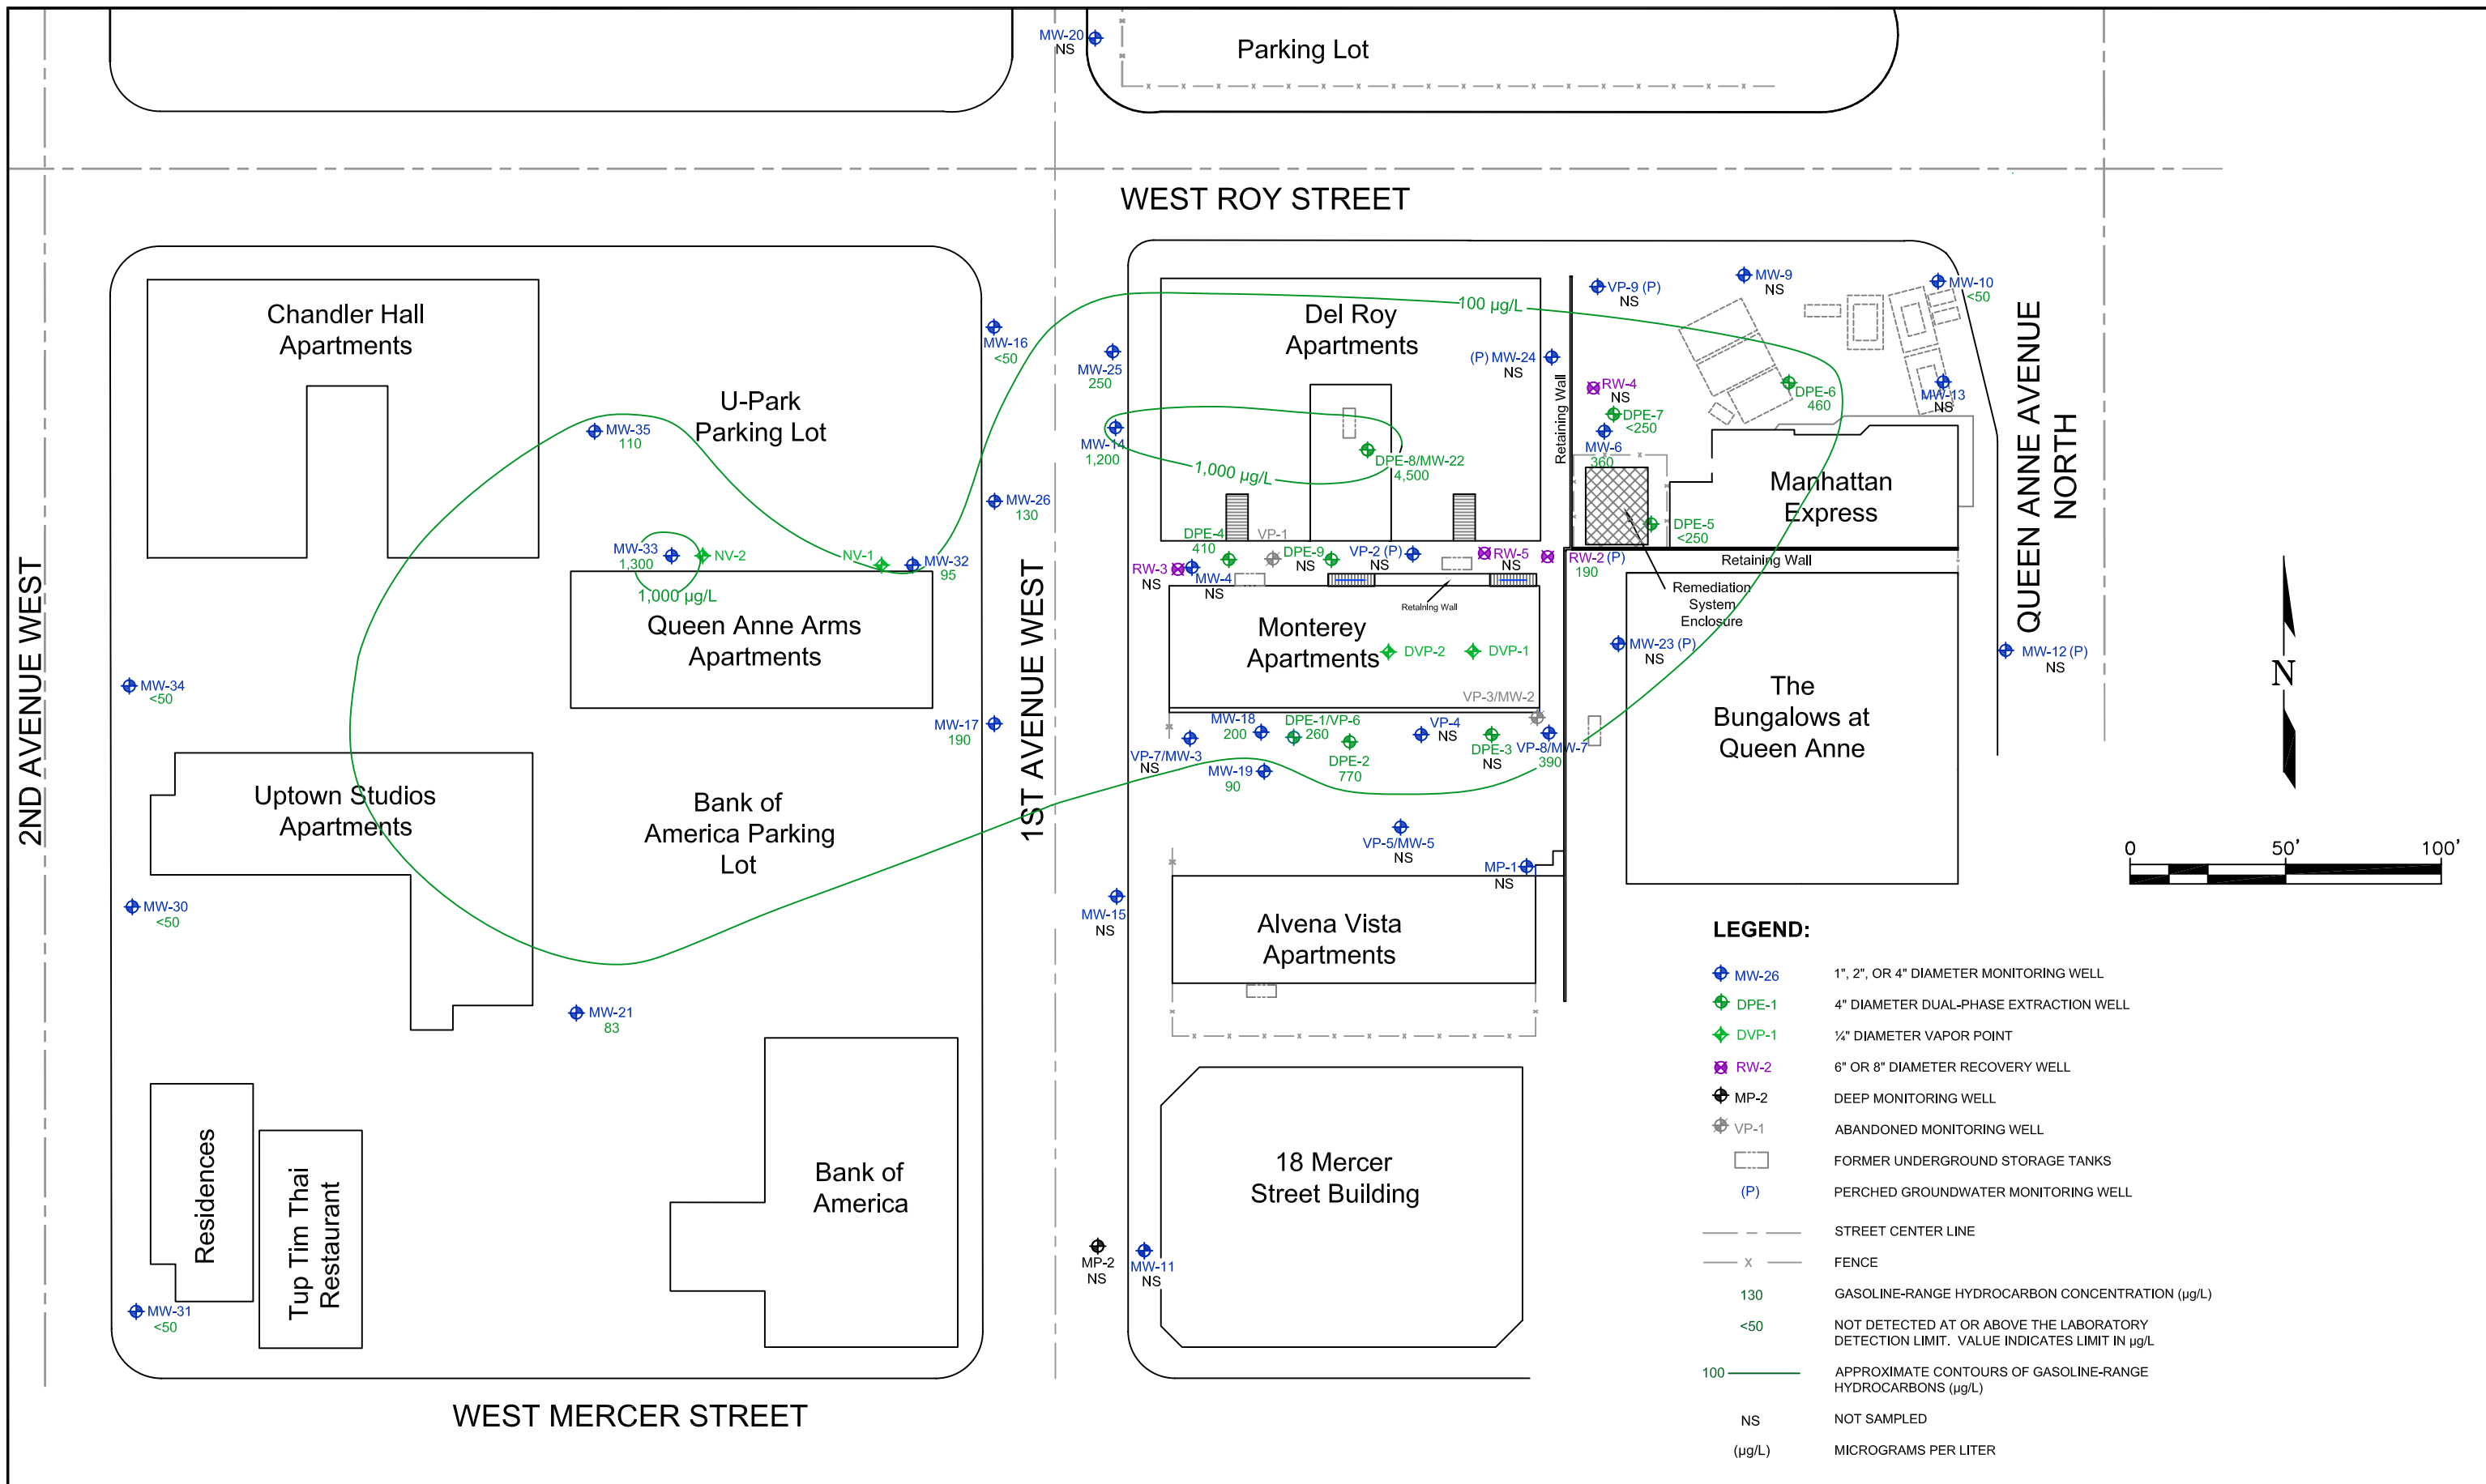 MW-20
NS
Parking Lot
WEST ROY STREET
Chandler Hall
Apartments
U-Park
Parking Lot
MW-35
110
MW-33
1,300
NV-2
1,000 µg/L
NV-1
MW-32
95
MW-16
<50
MW-26
130
MW-17
190
Queen Anne Arms
Apartments
2ND AVENUE WEST
MW-34
<50
Uptown Studios
Apartments
Bank of
America Parking
Lot
MW-30
<50
MW-21
83
Residences
Tup Tim Thai
Restaurant
Bank of
America
MW-31
<50
WEST MERCER STREET
1ST AVENUE WEST
MW-25
250
MW-14
1,200
1,000 µg/L
Del Roy
Apartments
100 µg/L
DPE-8/MW-22
4,500
(P) MW-24
NS
Retaining Wall
VP-9 (P)
NS
MW-9
NS
MW-10
<50
MW-13
NS
RW-4
NS
DPE-7
<250
MW-6
360
DPE-6
460
Manhattan
Express
DPE-5
<250
Retaining Wall
Remediation
System
Enclosure
QUEEN ANNE AVENUE
NORTH
DPE-4
410
VP-1
DPE-9
NS
VP-2 (P)
NS
RW-5
NS
RW-2 (P)
190
RW-3
NS
MW-4
NS
Retaining Wall
Monterey
Apartments
DVP-2
DVP-1
VP-3/MW-2
MW-23 (P)
NS
MW-12 (P)
NS
The
Bungalows at
Queen Anne
MW-18
200
DPE-1/VP-6
260
DPE-2
770
VP-4
NS
DPE-3
NS
VP-8/MW-7
390
VP-7/MW-3
NS
MW-19
90
VP-5/MW-5
NS
MP-1
NS
MW-15
NS
Alvena Vista
Apartments
18 Mercer
Street Building
MP-2
NS
MW-11
NS
N
0 50' 100'
LEGEND:
MW-26 1", 2", OR 4" DIAMETER MONITORING WELL
DPE-1 4" DIAMETER DUAL-PHASE EXTRACTION WELL
DVP-1 ¼" DIAMETER VAPOR POINT
RW-2 6" OR 8" DIAMETER RECOVERY WELL
MP-2 DEEP MONITORING WELL
VP-1 ABANDONED MONITORING WELL
FORMER UNDERGROUND STORAGE TANKS
(P) PERCHED GROUNDWATER MONITORING WELL
STREET CENTER LINE
X FENCE
130 GASOLINE-RANGE HYDROCARBON CONCENTRATION (µg/L)
<50 NOT DETECTED AT OR ABOVE THE LABORATORY
DETECTION LIMIT. VALUE INDICATES LIMIT IN µg/L
100 APPROXIMATE CONTOURS OF GASOLINE-RANGE
HYDROCARBONS (µg/L)
NS NOT SAMPLED
(µg/L) MICROGRAMS PER LITER